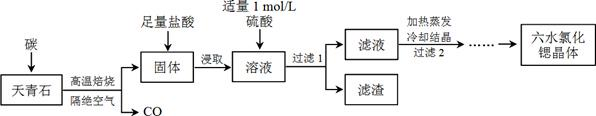 碳
天青石
高温焙烧
隔绝空气
CO
足量盐酸
固体
浸取
适量 1 mol/L
硫酸
溶液
过滤 1
滤液
滤渣
加热蒸发
冷却结晶
过滤 2
……
六水氯化
锶晶体